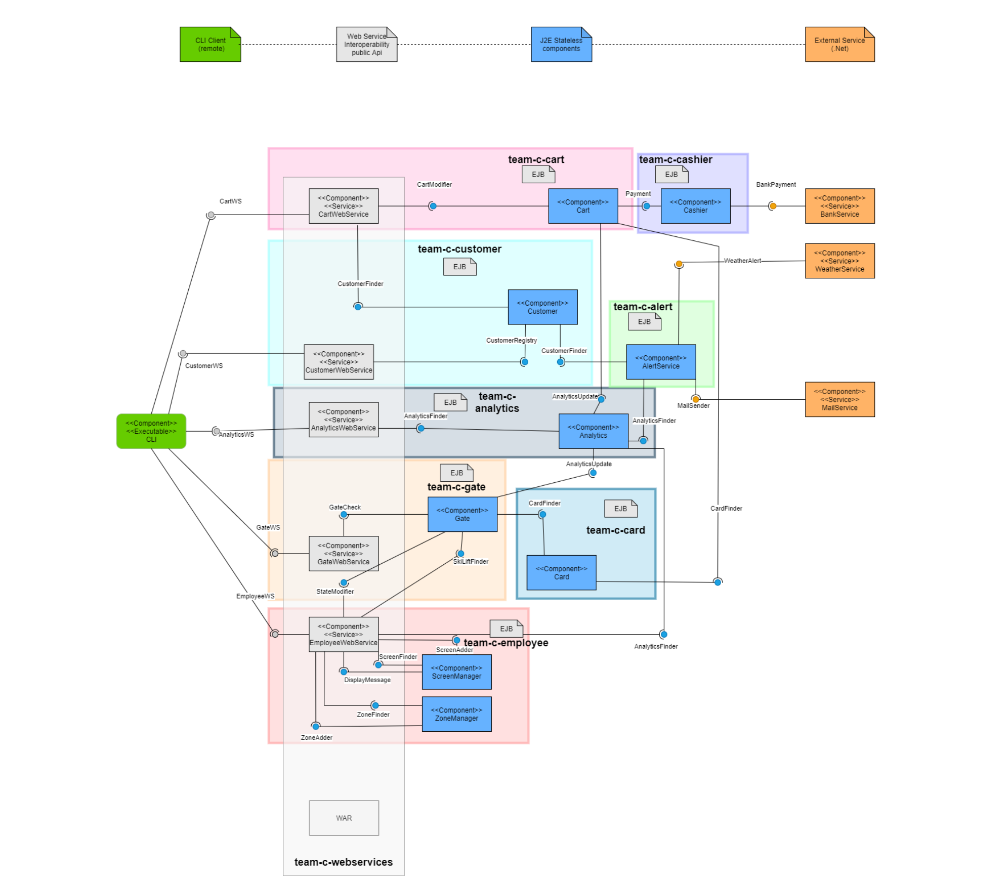 CLI Client
(remote)
Web Service
Interoperability
public Api
J2E Stateless
components
External Service
(.Net)
team-c-cart
EJB
team-c-cashier
EJB
CartWS
<<Component>>
<<Service>>
CartWebService
CartModifier
<<Component>>
Cart
Payment
<<Component>>
Cashier
BankPayment
<<Component>>
<<Service>>
BankService
team-c-customer
EJB
WeatherAlert
<<Component>>
<<Service>>
WeatherService
CustomerFinder
<<Component>>
Customer
team-c-alert
EJB
CustomerRegistry
CustomerFinder
CustomerWS
<<Component>>
<<Service>>
CustomerWebService
<<Component>>
AlertService
MailSender
<<Component>>
<<Service>>
MailService
team-c-
analytics
EJB
AnalyticsUpdate
<<Component>>
<<Executable>>
CLI
AnalyticsWS
<<Component>>
<<Service>>
AnalyticsWebService
AnalyticsFinder
<<Component>>
Analytics
AnalyticsFinder
AnalyticsUpdate
EJB
team-c-gate
GateCheck
<<Component>>
Gate
CardFinder
EJB
team-c-card
CardFinder
GateWS
<<Component>>
<<Service>>
GateWebService
SkiLiftFinder
<<Component>>
Card
StateModifier
EmployeeWS
<<Component>>
<<Service>>
EmployeeWebService
EJB
team-c-employee
ScreenAdder
AnalyticsFinder
ScreenFinder
DisplayMessage
<<Component>>
ScreenManager
ZoneFinder
<<Component>>
ZoneManager
ZoneAdder
WAR
team-c-webservices